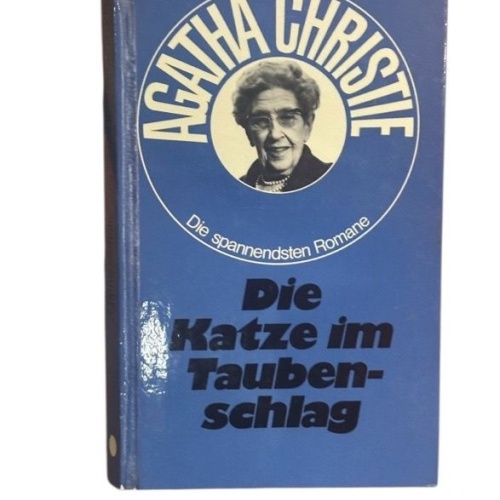 AGATHA CHRISTIE
Die spannendsten Romane
Die
Katze im
Tauben-
schlag